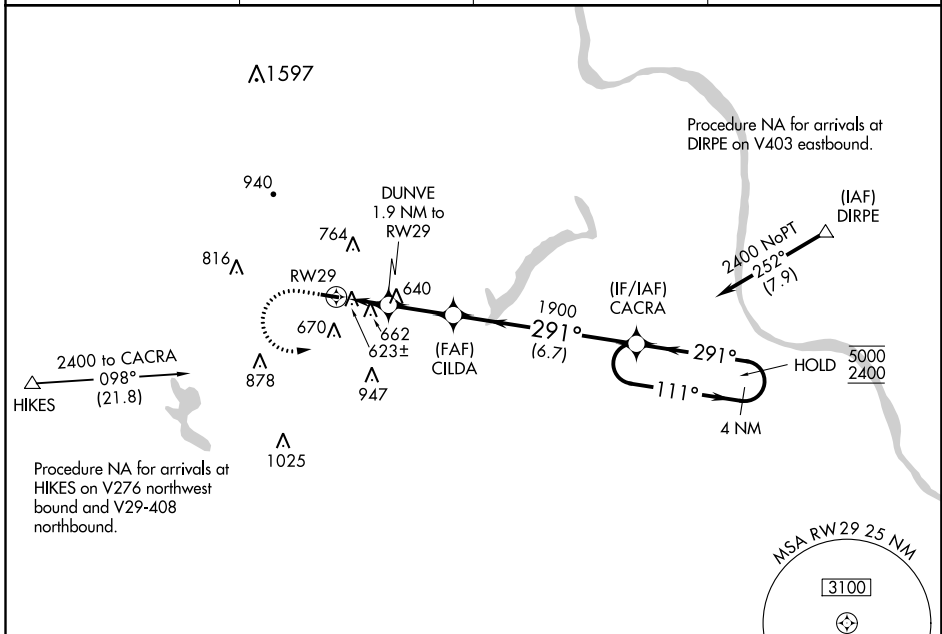 1597
Procedure NA for arrivals at
DIRPE on V403 eastbound.
940
DUNVE
1.9 NM to
RW29
(IAF)
DIRPE
764
2400 NoPT
252°
(7.9)
816
RW29
640
(IF/IAF)
CACRA
1900
291°
(6.7)
670
662
623±
(FAF)
CILDA
291°
HOLD
5000
2400
2400 to CACRA
098°
(21.8)
HIKES
878
947
111°
4 NM
1025
Procedure NA for arrivals at
HIKES on V276 northwest
bound and V29-408
northbound.
MSA RW29 25 NM
3100